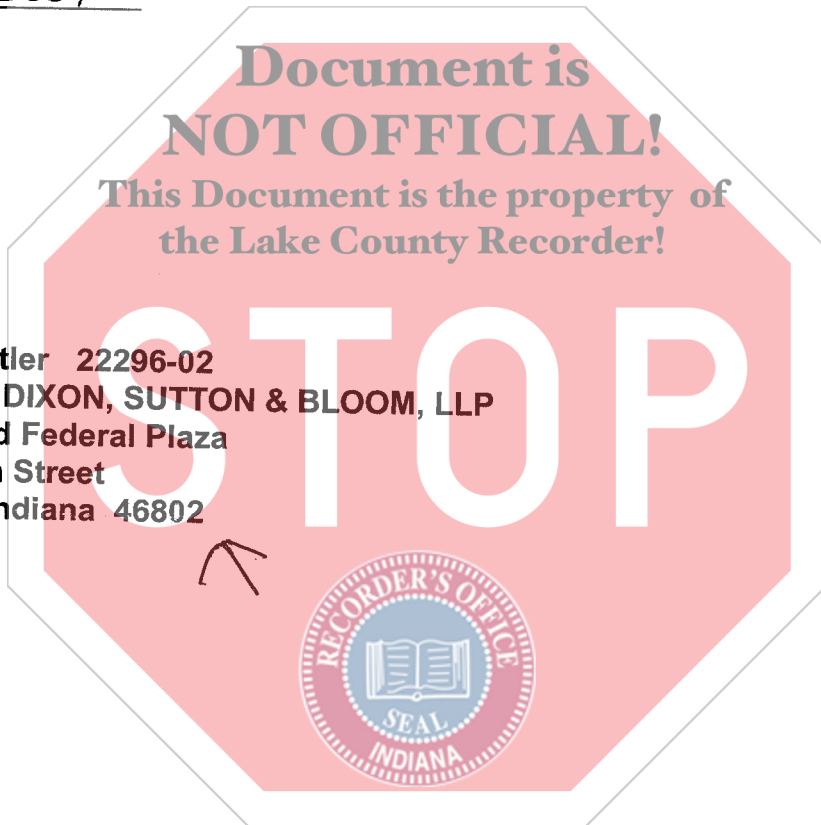 Document is
NOT OFFICIAL!
This Document is the property of
the Lake County Recorder!
STOP
tler 22296-02
DIXON, SUTTON & BLOOM, LLP
d Federal Plaza
Street
ndiana 46802
RECORDER'S OFFICE
SEAL
INDIANA